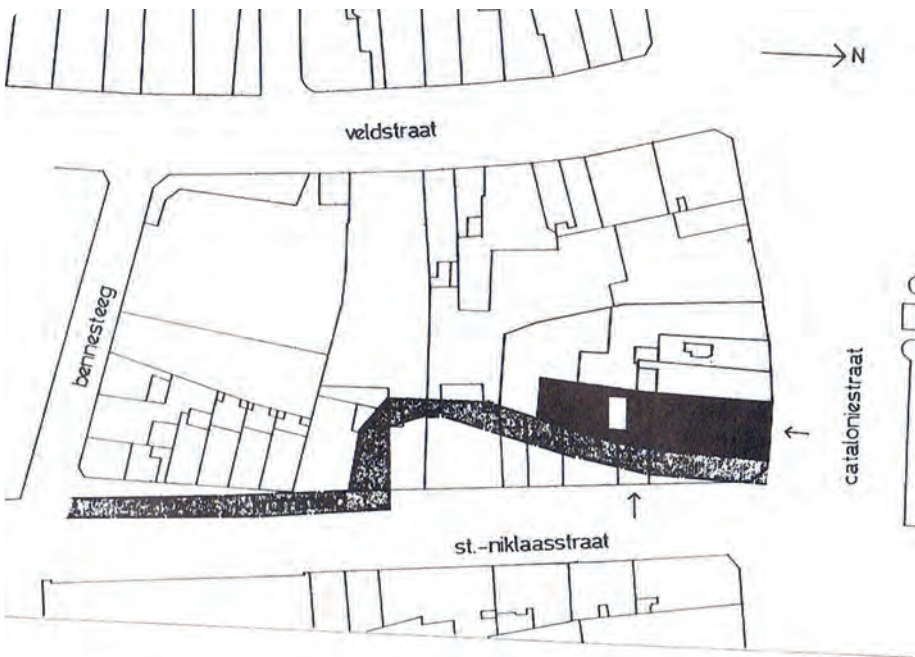 N
veldstraat
bennesteeg
cataloniestraat
st.-niklaasstraat